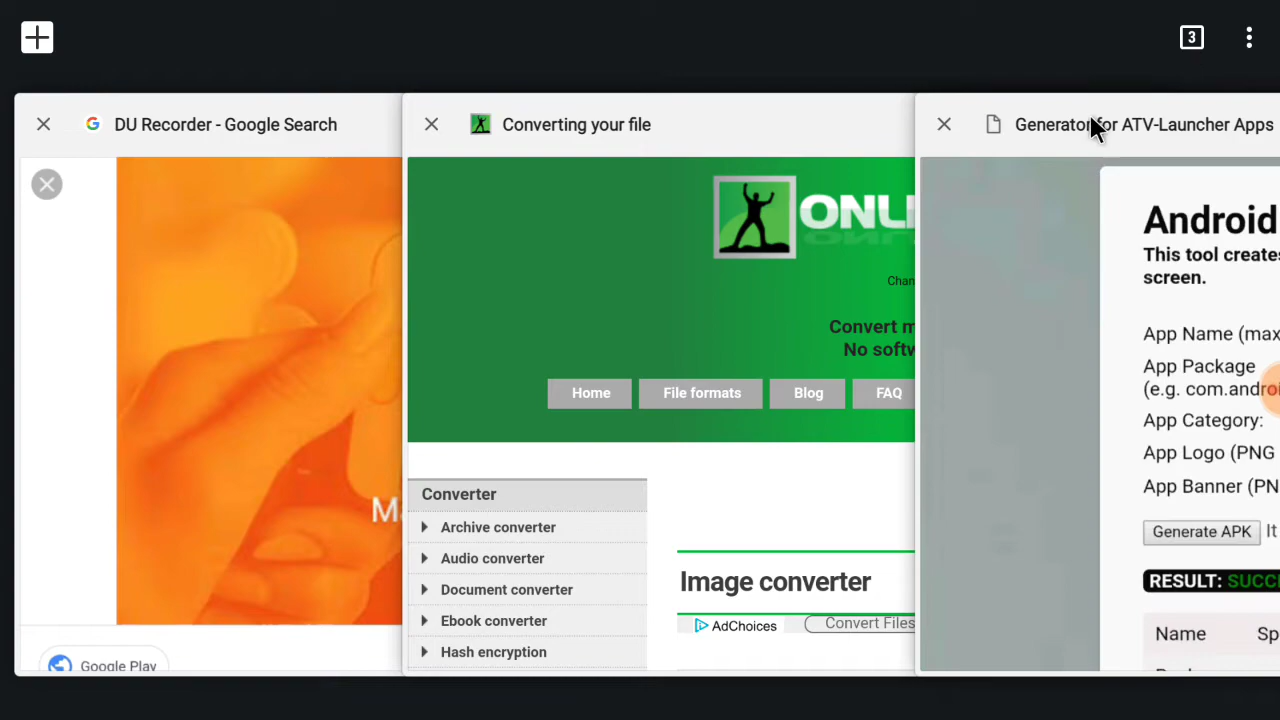 3
DU Recorder - Google Search
Google Play
Converting your file
Convert m
No softw
Home
File formats
Blog
FAQ
Converter
Archive converter
Audio converter
Document converter
Ebook converter
Hash encryption
Image converter
AdChoices
Convert Files
Generator for ATV-Launcher Apps
Android
This tool creates
screen.
App Name (max
App Package
(e.g. com.androi
App Category:
App Logo (PNG
App Banner (PN
Generate APK It
RESULT: SUCC
Name Sp